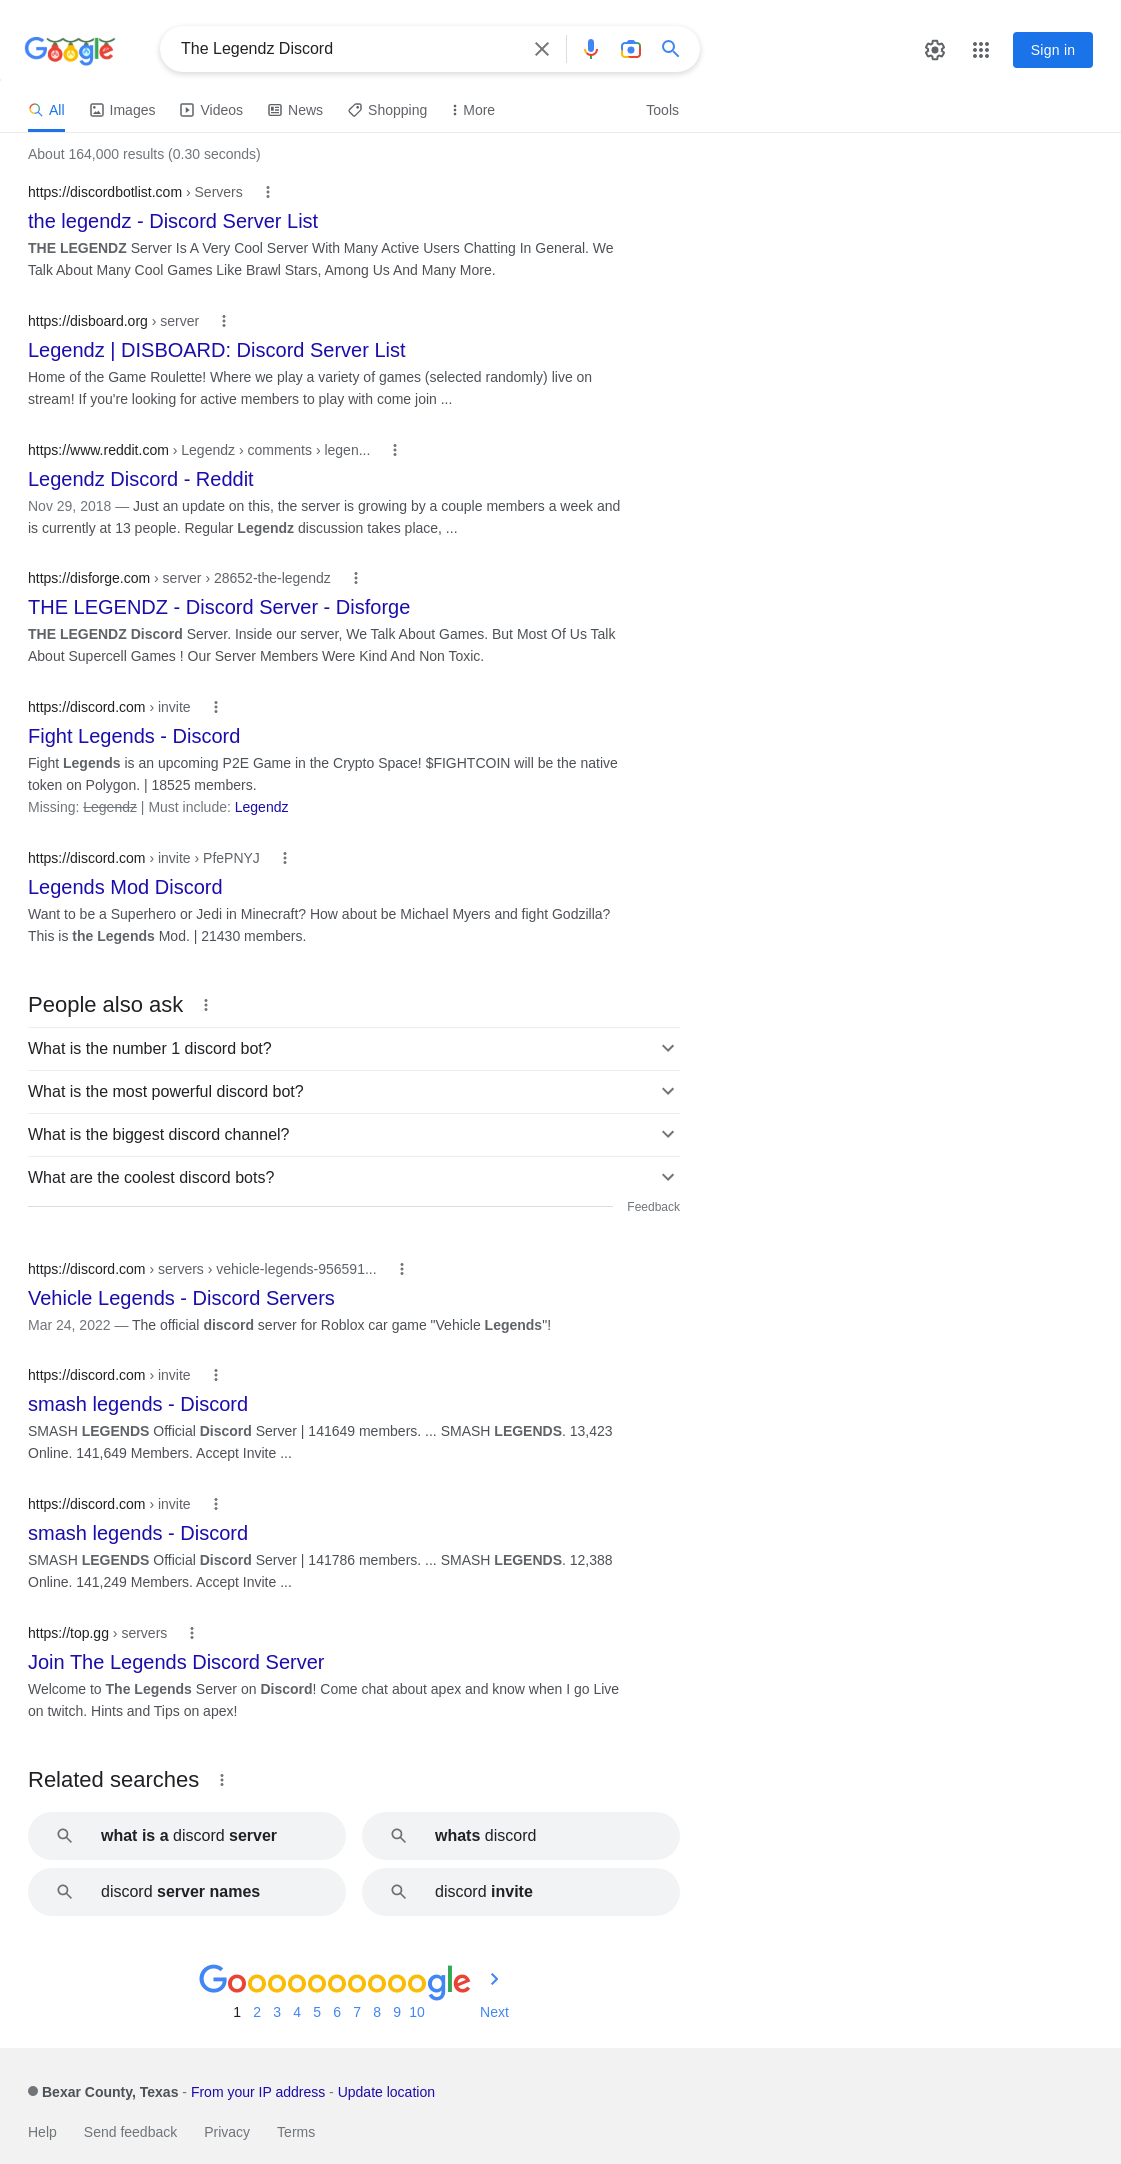 Google
The Legendz Discord
Sign in
All
Images
Videos
News
Shopping
More
Tools
About 164,000 results (0.30 seconds)
https://discordbotlist.com › Servers
the legendz - Discord Server List
THE LEGENDZ Server Is A Very Cool Server With Many Active Users Chatting In General. We
Talk About Many Cool Games Like Brawl Stars, Among Us And Many More.
https://disboard.org › server
Legendz | DISBOARD: Discord Server List
Home of the Game Roulette! Where we play a variety of games (selected randomly) live on
stream! If you're looking for active members to play with come join ...
https://www.reddit.com › Legendz › comments › legen...
Legendz Discord - Reddit
Nov 29, 2018 — Just an update on this, the server is growing by a couple members a week and
is currently at 13 people. Regular Legendz discussion takes place, ...
https://disforge.com › server › 28652-the-legendz
THE LEGENDZ - Discord Server - Disforge
THE LEGENDZ Discord Server. Inside our server, We Talk About Games. But Most Of Us Talk
About Supercell Games ! Our Server Members Were Kind And Non Toxic.
https://discord.com › invite
Fight Legends - Discord
Fight Legends is an upcoming P2E Game in the Crypto Space! $FIGHTCOIN will be the native
token on Polygon. | 18525 members.
Missing: Legendz | Must include: Legendz
https://discord.com › invite › PfePNYJ
Legends Mod Discord
Want to be a Superhero or Jedi in Minecraft? How about be Michael Myers and fight Godzilla?
This is the Legends Mod. | 21430 members.
People also ask
What is the number 1 discord bot?
What is the most powerful discord bot?
What is the biggest discord channel?
What are the coolest discord bots?
Feedback
https://discord.com › servers › vehicle-legends-956591...
Vehicle Legends - Discord Servers
Mar 24, 2022 — The official discord server for Roblox car game "Vehicle Legends"!
https://discord.com › invite
smash legends - Discord
SMASH LEGENDS Official Discord Server | 141649 members. ... SMASH LEGENDS. 13,423
Online. 141,649 Members. Accept Invite ...
https://discord.com › invite
smash legends - Discord
SMASH LEGENDS Official Discord Server | 141786 members. ... SMASH LEGENDS. 12,388
Online. 141,249 Members. Accept Invite ...
https://top.gg › servers
Join The Legends Discord Server
Welcome to The Legends Server on Discord! Come chat about apex and know when I go Live
on twitch. Hints and Tips on apex!
Related searches
what is a discord server
whats discord
discord server names
discord invite
Goooooooooogle
1 2 3 4 5 6 7 8 9 10 Next
Bexar County, Texas - From your IP address - Update location
Help Send feedback Privacy Terms